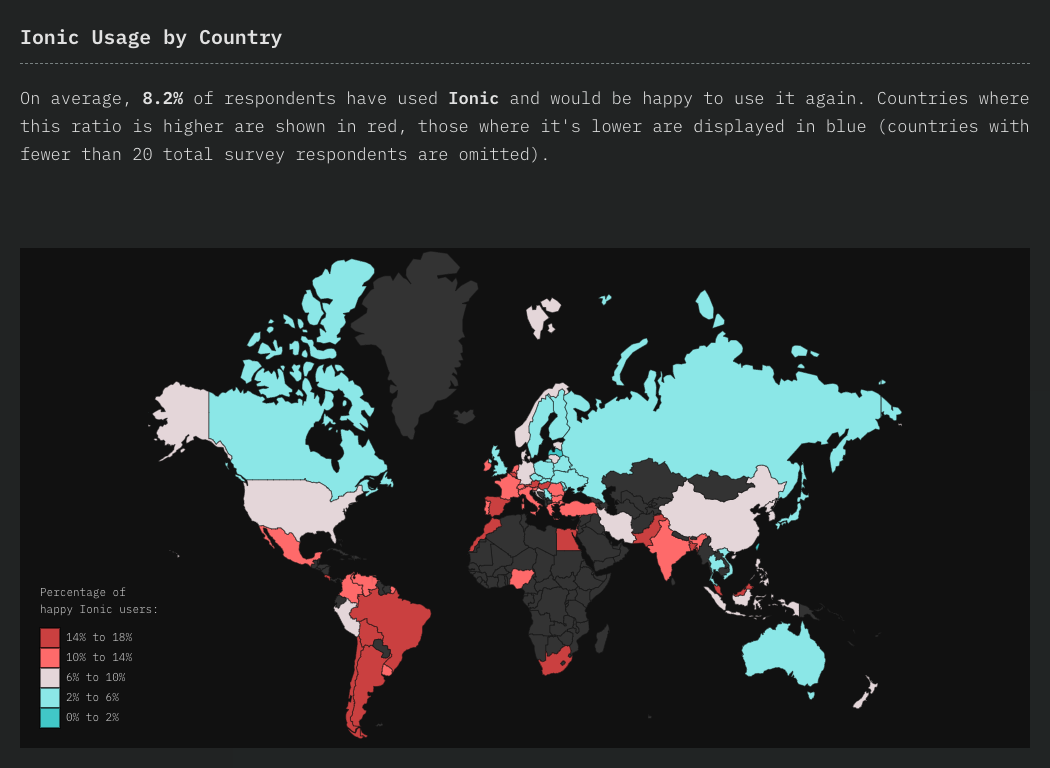 Ionic Usage by Country
On average, 8.2% of respondents have used Ionic and would be happy to use it again. Countries where
this ratio is higher are shown in red, those where it's lower are displayed in blue (countries with
fewer than 20 total survey respondents are omitted).
Percentage of
happy Ionic users:
14% to 18%
10% to 14%
6% to 10%
2% to 6%
0% to 2%